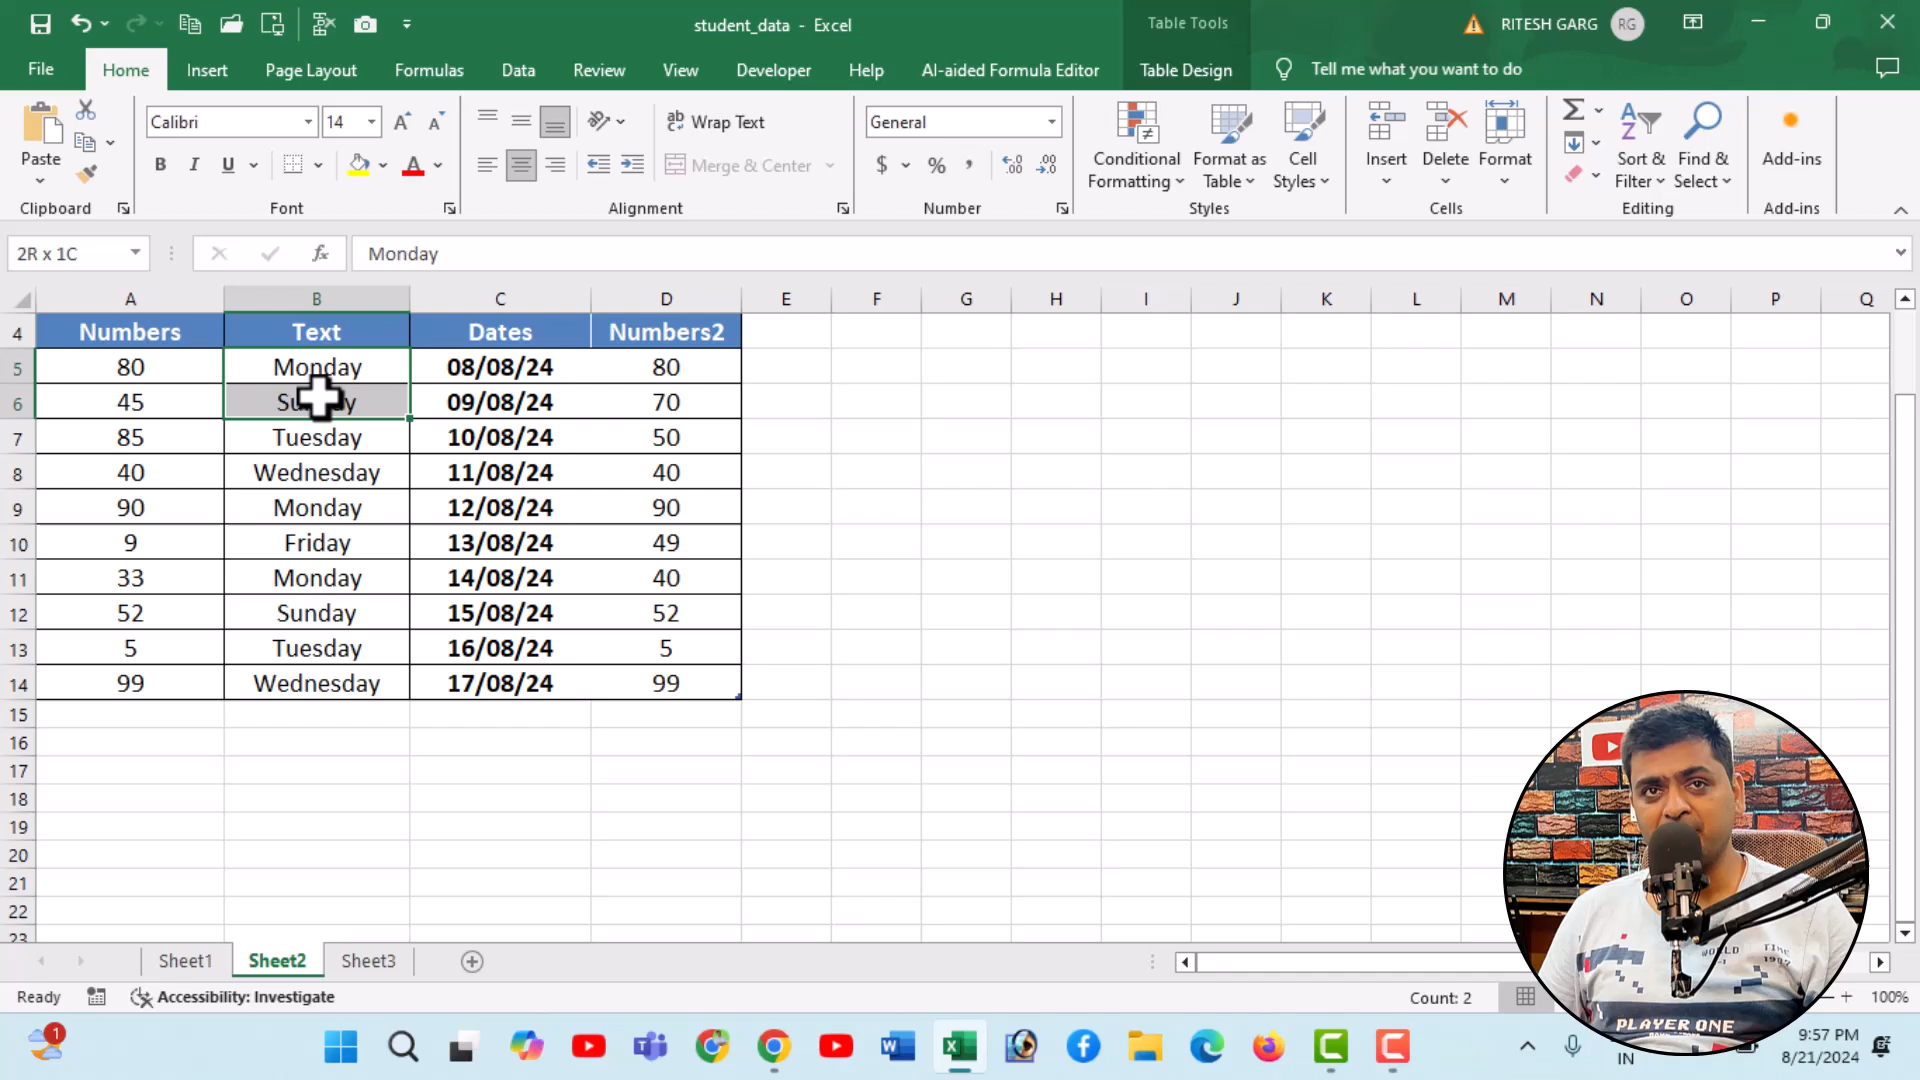 student_data - Excel
Table Tools
RITESH GARG
RG
File
Home
Insert
Page Layout
Formulas
Data
Review
View
Developer
Help
AI-aided Formula Editor
Table Design
Tell me what you want to do
Paste
Calibri
14
Wrap Text
Merge & Center
General
Conditional
Formatting
Format as
Table
Cell
Styles
Insert
Delete
Format
Sort &
Filter
Find &
Select
Add-ins
Clipboard
Font
Alignment
Number
Styles
Cells
Editing
Add-ins
2R x 1C
fx
Monday
A B C D E F G H I J K L M N O P Q
4 Numbers Text Dates Numbers2
5 80 Monday 08/08/24 80
6 45 09/08/24 70
7 85 Tuesday 10/08/24 50
8 40 Wednesday 11/08/24 40
9 90 Monday 12/08/24 90
10 9 Friday 13/08/24 49
11 33 Monday 14/08/24 40
12 52 Sunday 15/08/24 52
13 5 Tuesday 16/08/24 5
14 99 Wednesday 17/08/24 99
15
16
17
18
19
20
21
22
23
WORLD TIME
PLAYER ONE
Sheet1
Sheet2
Sheet3
Ready
Accessibility: Investigate
Count: 2
100%
1
9:57 PM
IN
8/21/2024